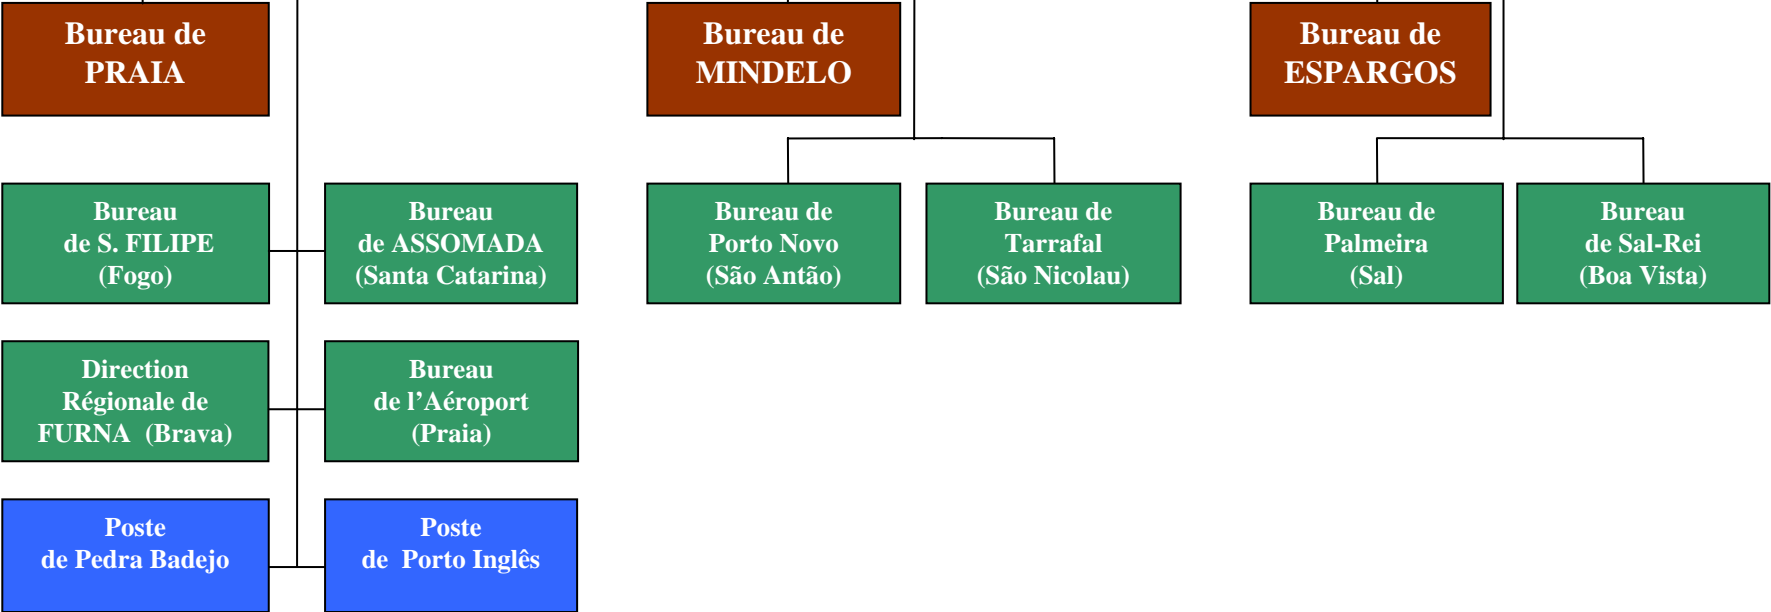 Bureau de
PRAIA
Bureau de
MINDELO
Bureau de
ESPARGOS
Bureau
de S. FILIPE
(Fogo)
Bureau
de ASSOMADA
(Santa Catarina)
Bureau de
Porto Novo
(São Antão)
Bureau de
Tarrafal
(São Nicolau)
Bureau de
Palmeira
(Sal)
Bureau
de Sal-Rei
(Boa Vista)
Direction
Régionale de
FURNA (Brava)
Bureau
de l’Aéroport
(Praia)
Poste
de Pedra Badejo
Poste
de Porto Inglês